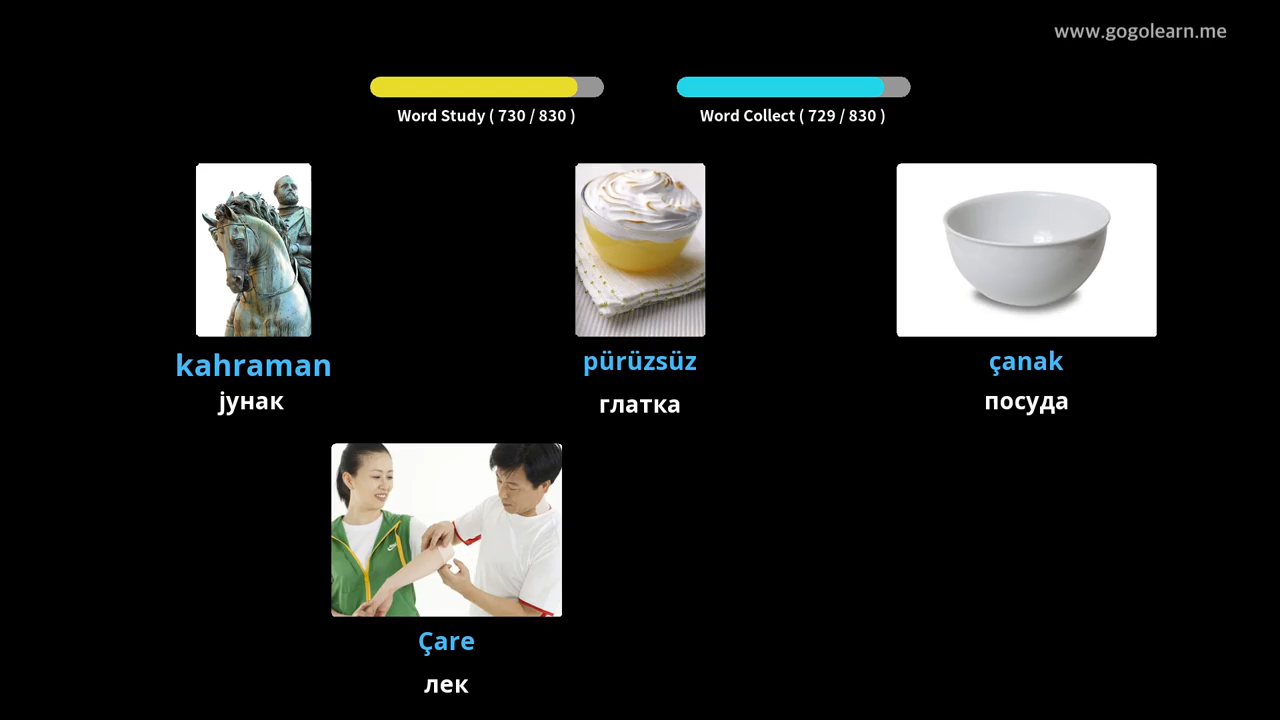 www.gogolearn.me
Word Study ( 730 / 830 )
Word Collect ( 729 / 830 )
kahraman
јунак
pürüzsüz
глатка
çanak
посуда
Çare
лек